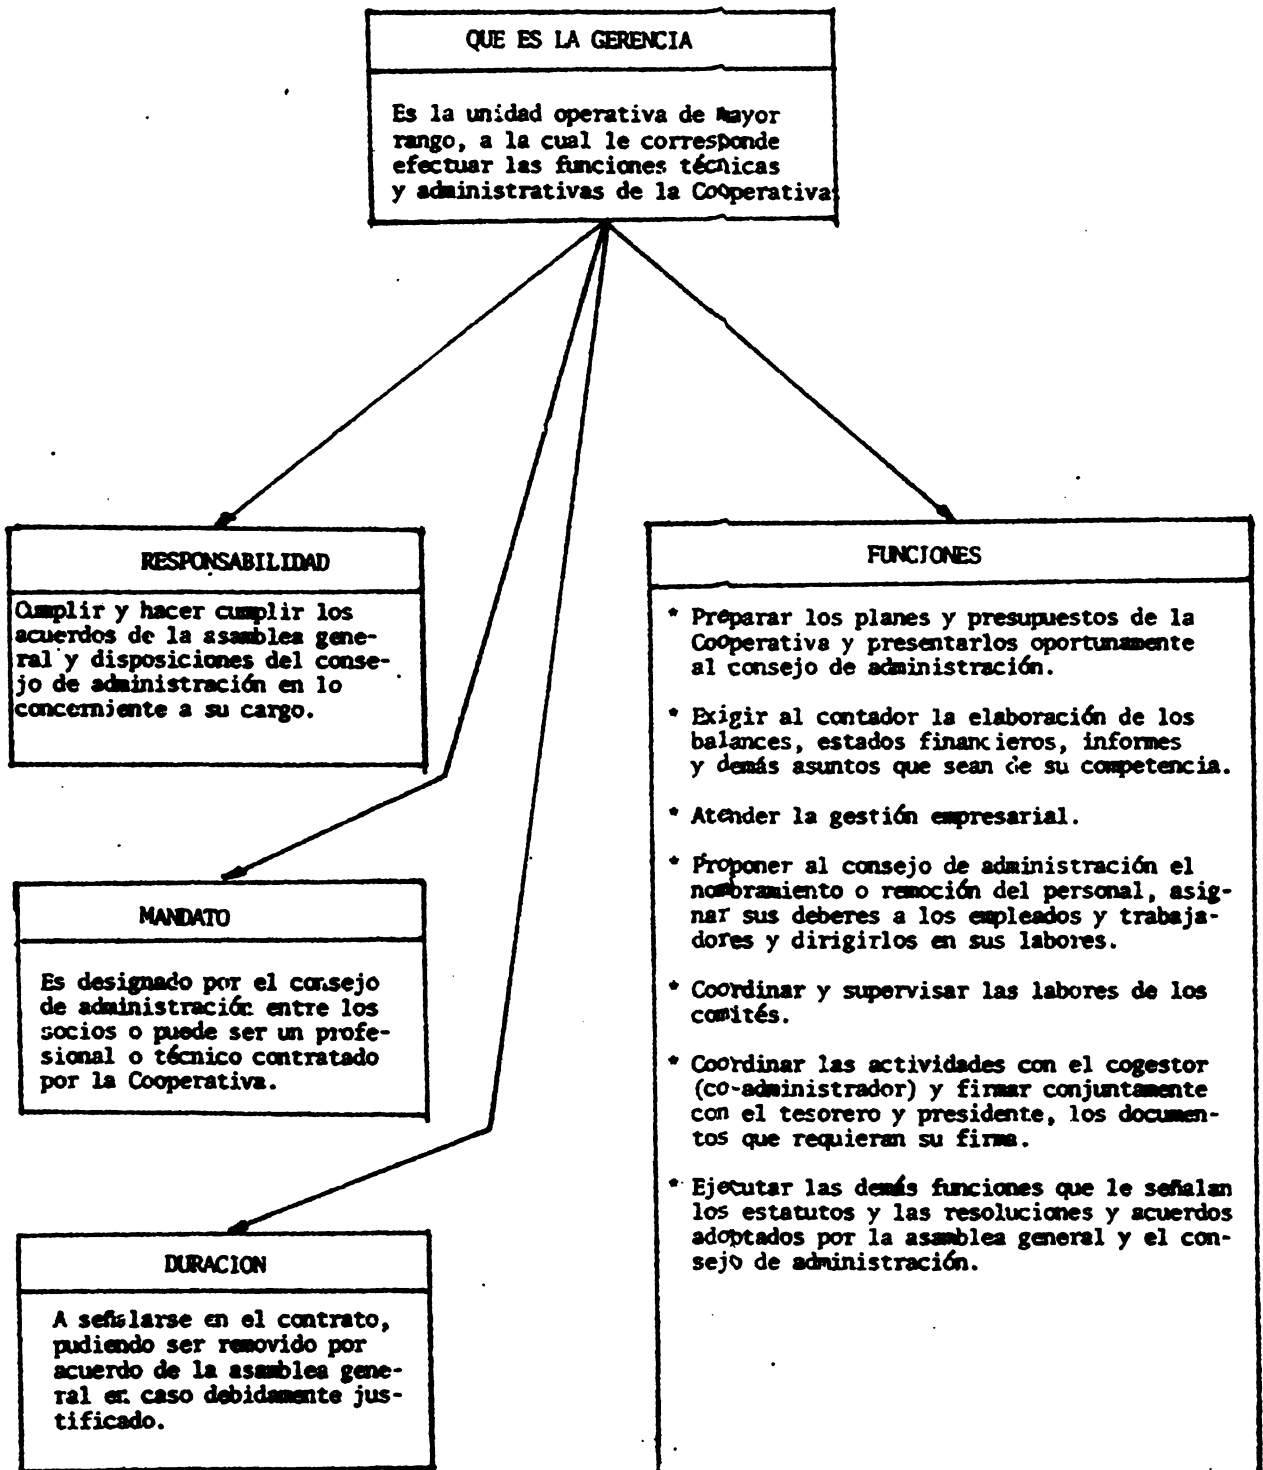 QUE ES LA GERENCIA
Es la unidad operativa de mayor
rango, a la cual le corresponde
efectuar las funciones técnicas
y administrativas de la Cooperativa
RESPONSABILIDAD
Cumplir y hacer cumplir los
acuerdos de la asamblea gene-
ral y disposiciones del conse-
jo de administración en lo
concerniente a su cargo.
MANDATO
Es designado por el consejo
de administración entre los
socios o puede ser un profe-
sional o técnico contratado
por la Cooperativa.
DURACION
A señalarse en el contrato,
pudiendo ser removido por
acuerdo de la asamblea gene-
ral en caso debidamente jus-
tificado.
FUNCIONES
* Preparar los planes y presupuestos de la
Cooperativa y presentarlos oportunamente
al consejo de administración.
* Exigir al contador la elaboración de los
balances, estados financieros, informes
y demás asuntos que sean de su competencia.
* Atender la gestión empresarial.
* Proponer al consejo de administración el
nombramiento o remoción del personal, asig-
nar sus deberes a los empleados y trabaja-
dores y dirigirlos en sus labores.
* Coordinar y supervisar las labores de los
comités.
* Coordinar las actividades con el cogestor
(co-administrador) y firmar conjuntamente
con el tesorero y presidente, los documen-
tos que requieran su firma.
* Ejecutar las demás funciones que le señalan
los estatutos y las resoluciones y acuerdos
adoptados por la asamblea general y el con-
sejo de administración.